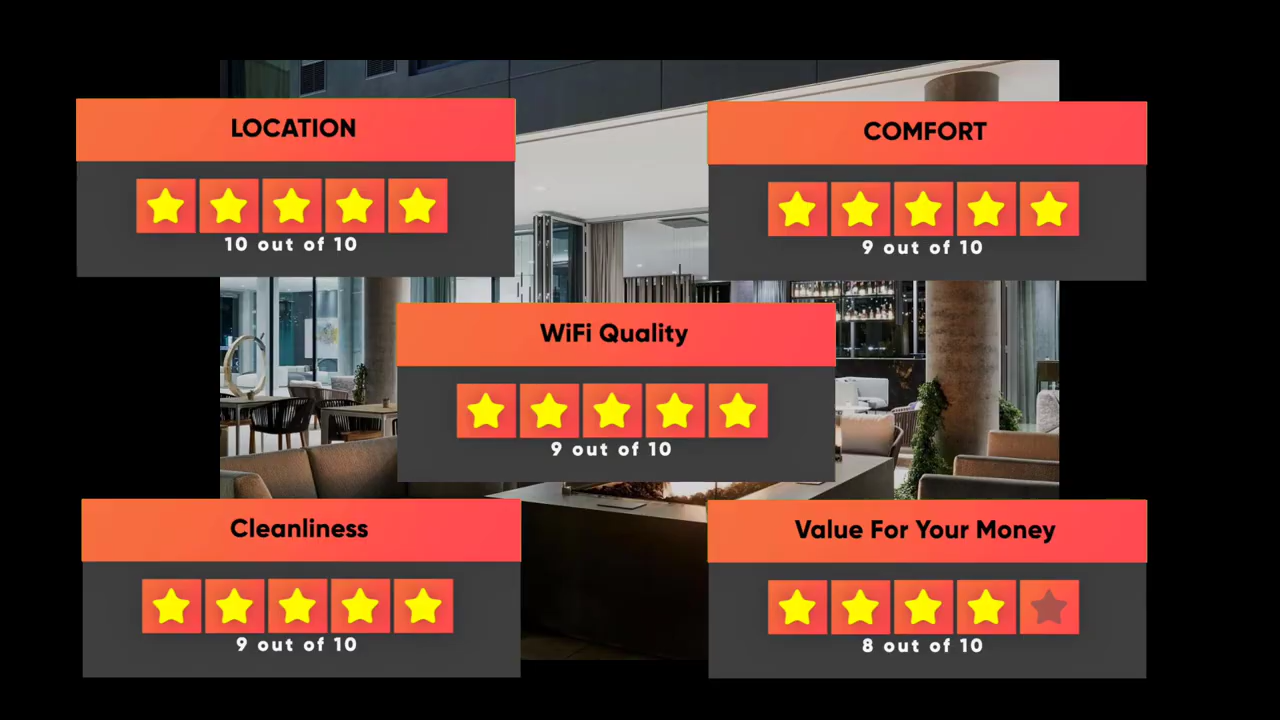 LOCATION
10 out of 10
COMFORT
9 out of 10
WiFi Quality
9 out of 10
Cleanliness
9 out of 10
Value For Your Money
8 out of 10